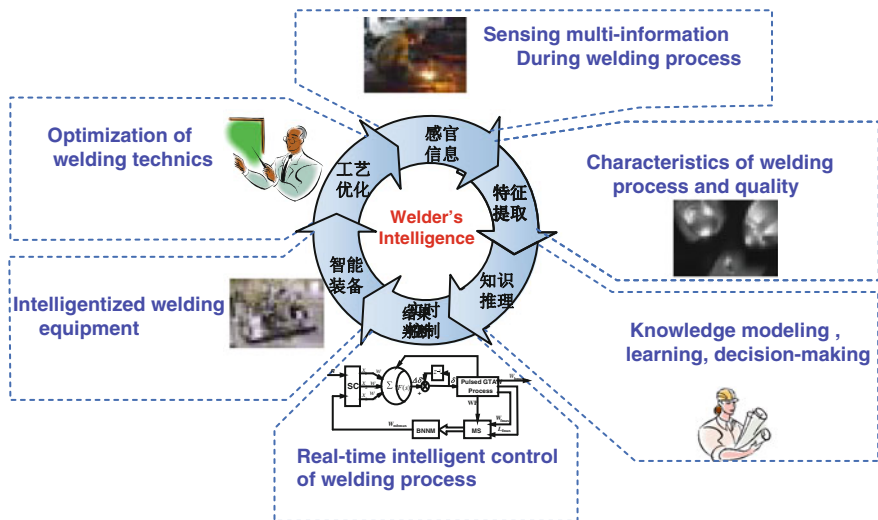 Sensing multi-information
During welding process
Optimization of
welding technics
感官
信息
工艺
优化
特征
提取
Characteristics of welding
process and quality
Welder's
Intelligence
智能
装备
知识
推理
Intelligentized welding
equipment
Knowledge modeling ,
learning, decision-making
SC
Σ
Pulsed GTAW
Process
WF
BNNM
MS
Real-time intelligent control
of welding process